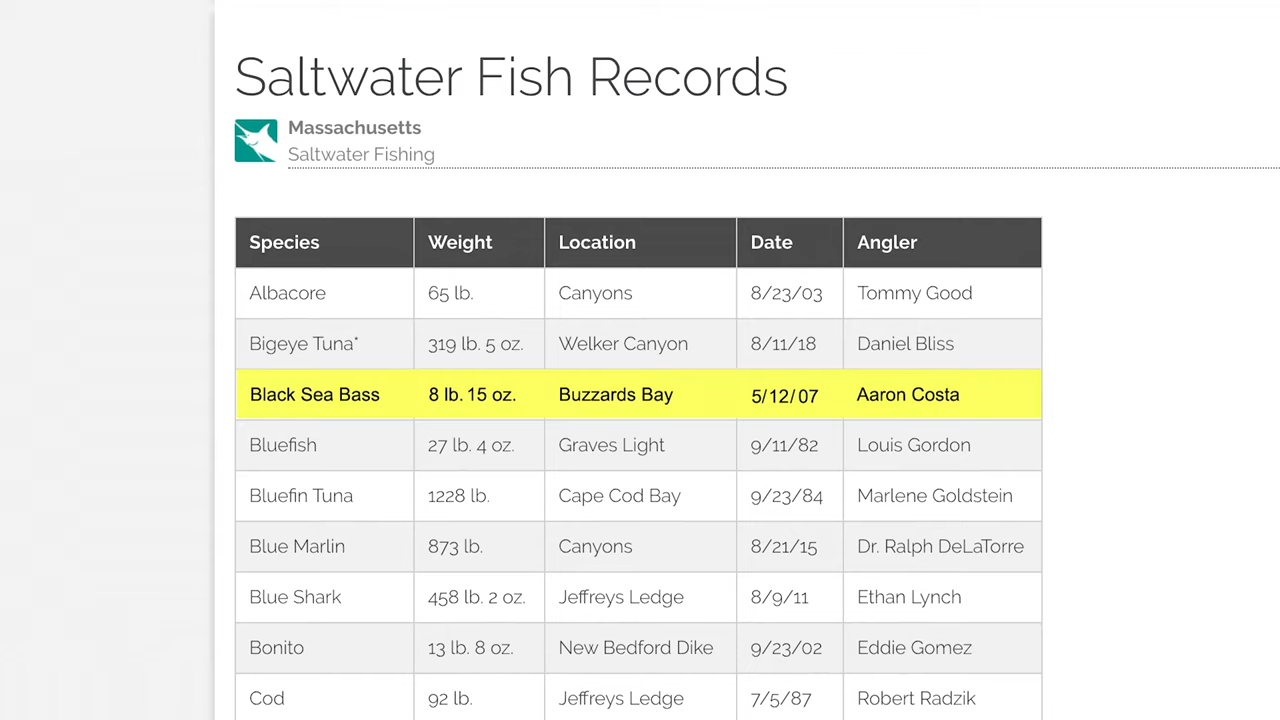 Saltwater Fish Records
Massachusetts
Saltwater Fishing
Species Weight Location Date Angler
Albacore 65 lb. Canyons 8/23/03 Tommy Good
Bigeye Tuna* 319 lb. 5 oz. Welker Canyon 8/11/18 Daniel Bliss
Black Sea Bass 8 lb. 15 oz. Buzzards Bay 5/12/07 Aaron Costa
Bluefish 27 lb. 4 oz. Graves Light 9/11/82 Louis Gordon
Bluefin Tuna 1228 lb. Cape Cod Bay 9/23/84 Marlene Goldstein
Blue Marlin 873 lb. Canyons 8/21/15 Dr. Ralph DeLaTorre
Blue Shark 458 lb. 2 oz. Jeffreys Ledge 8/9/11 Ethan Lynch
Bonito 13 lb. 8 oz. New Bedford Dike 9/23/02 Eddie Gomez
Cod 92 lb. Jeffreys Ledge 7/5/87 Robert Radzik